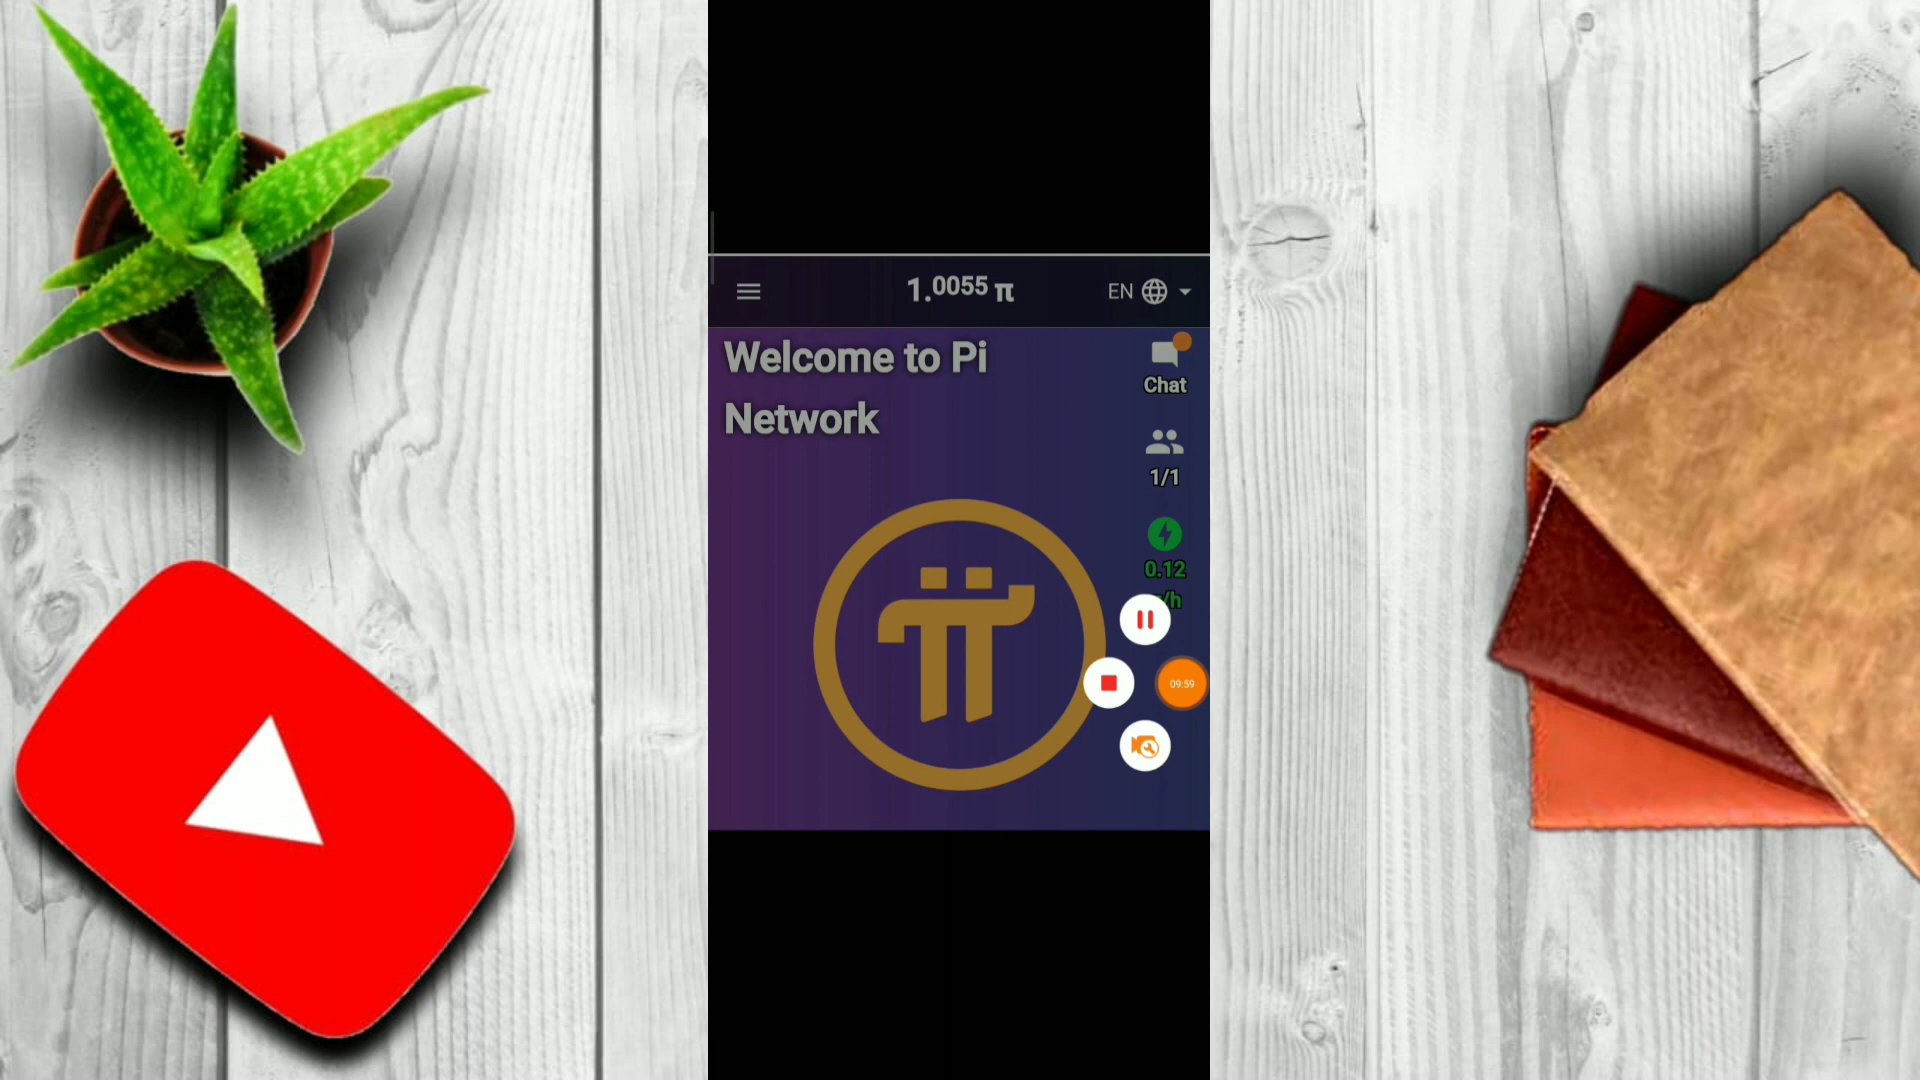 1.0055 π
EN
Welcome to Pi
Network
Chat
1/1
0.12
/h
09:59